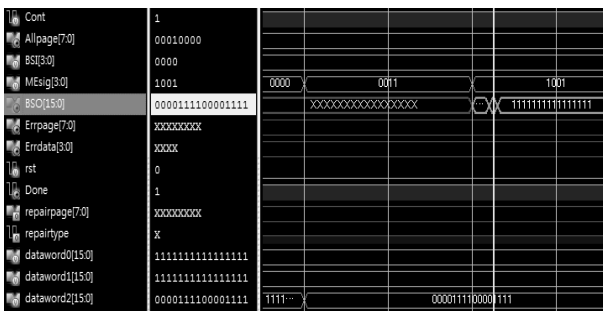 Cont 1
Allpage[7:0] 00010000
BSI[3:0] 0000
MEsig[3:0] 1001 0000 0011 1001
BSO[15:0] 0000111100001111 XXXXXXXXXXXXXXXX ... 1111111111111111
Errpage[7:0] XXXXXXXX
Errdata[3:0] XXXX
rst 0
Done 1
repairpage[7:0] XXXXXXXX
repairtype X
dataword0[15:0] 1111111111111111
dataword1[15:0] 1111111111111111
dataword2[15:0] 0000111100001111 1111... 0000111100001111